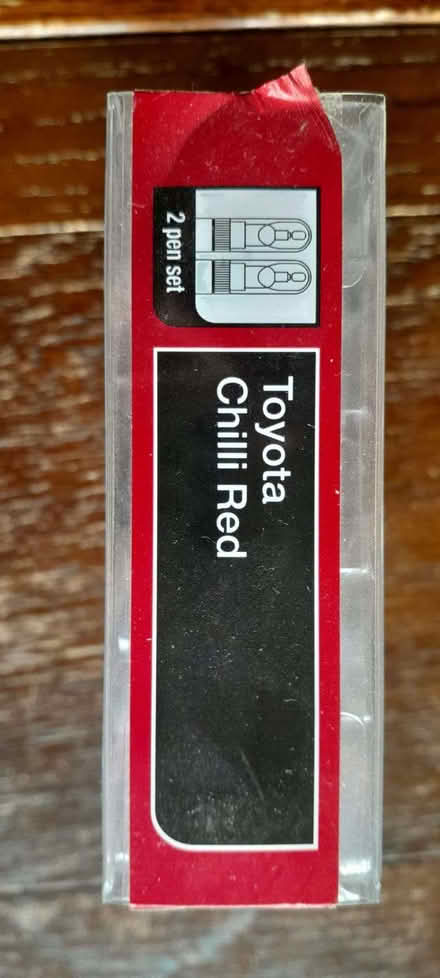 2 pen set
Toyota
Chilli Red